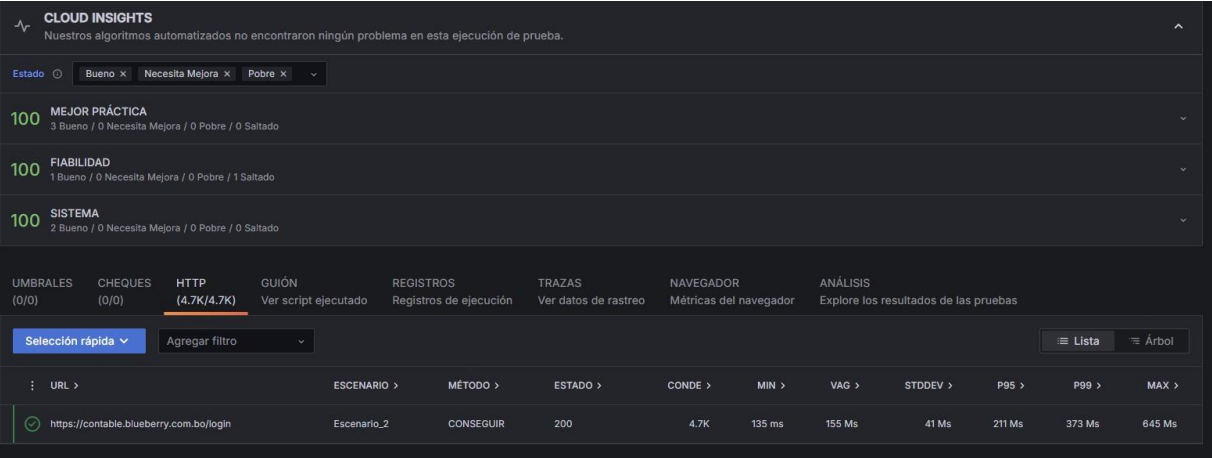 CLOUD INSIGHTS
Nuestros algoritmos automatizados no encontraron ningún problema en esta ejecución de prueba.
Estado Bueno × Necesita Mejora × Pobre ×
100 MEJOR PRÁCTICA
3 Bueno / 0 Necesita Mejora / 0 Pobre / 0 Saltado
100 FIABILIDAD
1 Bueno / 0 Necesita Mejora / 0 Pobre / 1 Saltado
100 SISTEMA
2 Bueno / 0 Necesita Mejora / 0 Pobre / 0 Saltado
UMBRALES CHEQUES HTTP GUIÓN REGISTROS TRAZAS NAVEGADOR ANÁLISIS
(0/0) (0/0) (4.7K/4.7K) Ver script ejecutado Registros de ejecución Ver datos de rastreo Métricas del navegador Explore los resultados de las pruebas
Selección rápida Agregar filtro Lista Árbol
URL > ESCENARIO > MÉTODO > ESTADO > CONDE > MIN > VAG > STDDEV > P95 > P99 > MAX >
https://contable.blueberry.com.bo/login Escenario_2 CONSEGUIR 200 4.7K 135 ms 155 Ms 41 Ms 211 Ms 373 Ms 645 Ms